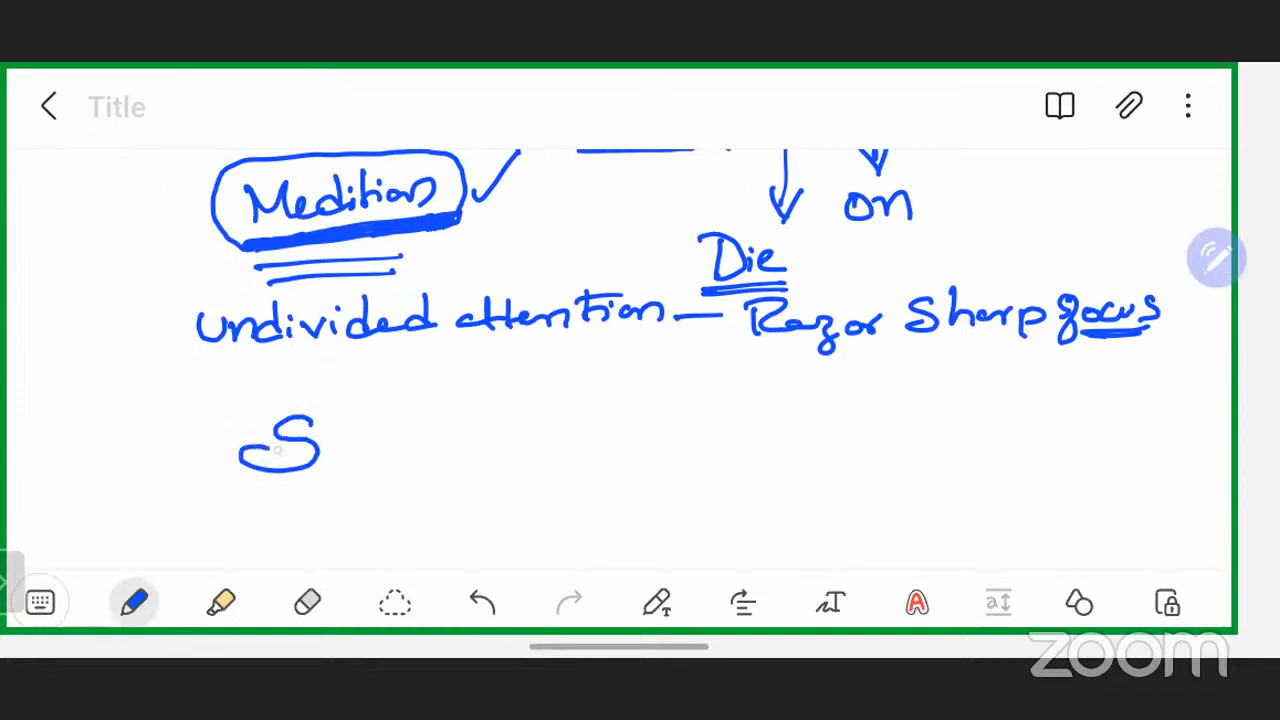 Title
Medition
on
Die
undivided attention — Razor Sharp focus
S
zoom